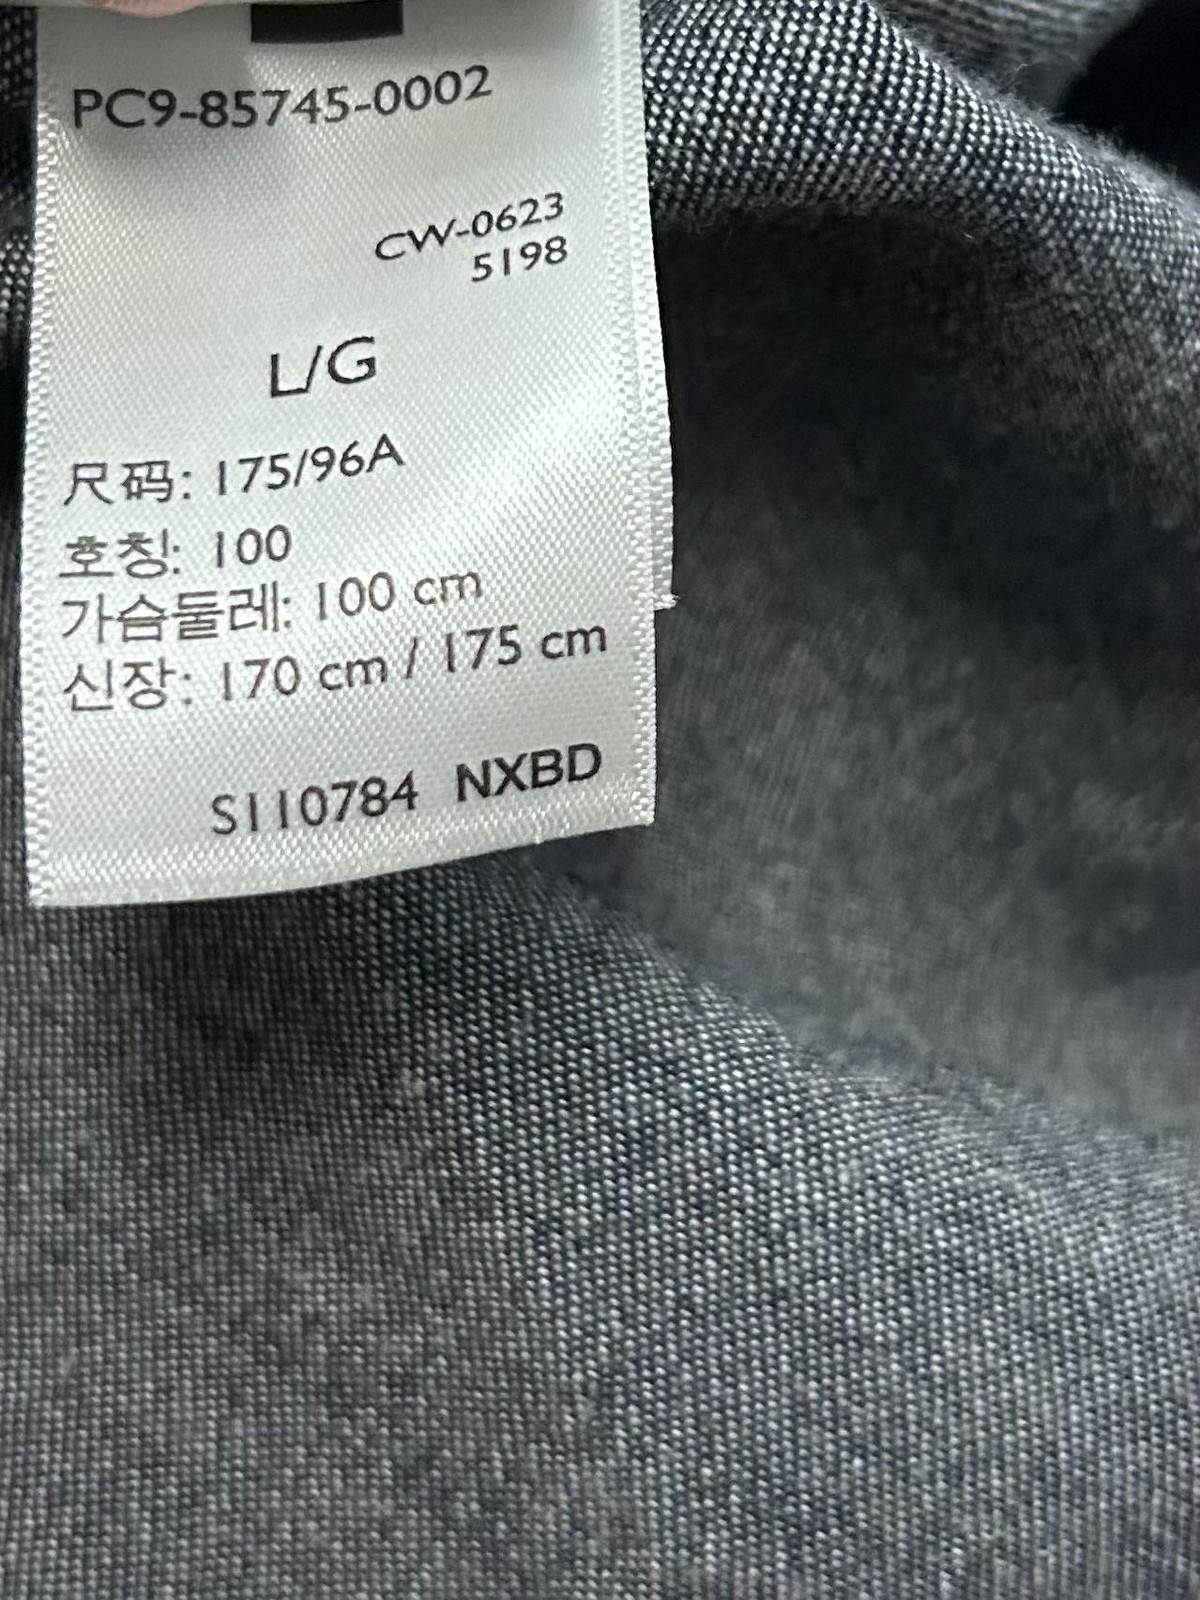 PC9-85745-0002
CW-0623
5198
L/G
尺码: 175/96A
호칭: 100
가슴둘레: 100 cm
신장: 170 cm / 175 cm
S110784 NXBD